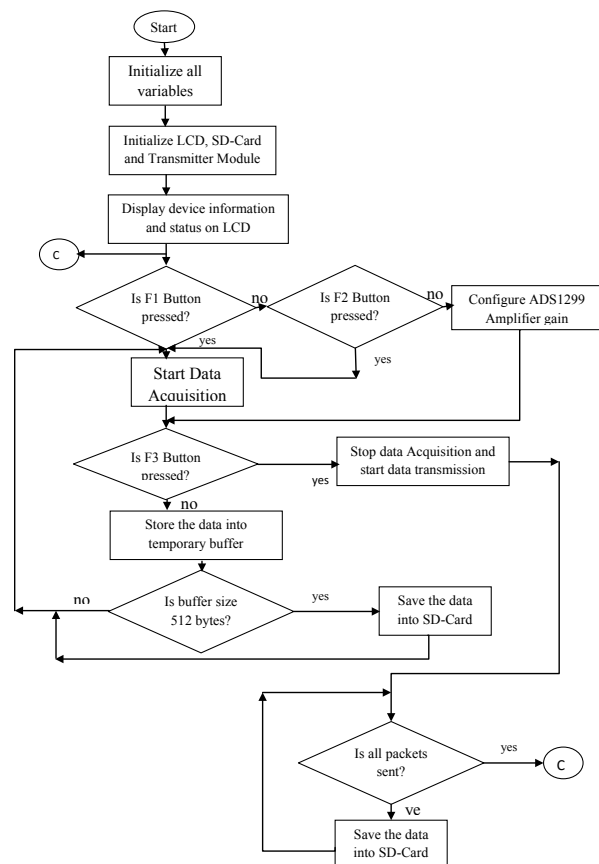 Start
Initialize all
variables
Initialize LCD, SD-Card
and Transmitter Module
Display device information
and status on LCD
C
Is F1 Button
pressed?
no
Is F2 Button
pressed?
no
Configure ADS1299
Amplifier gain
yes
yes
Start Data
Acquisition
Is F3 Button
pressed?
yes
Stop data Acquisition and
start data transmission
no
Store the data into
temporary buffer
no
Is buffer size
512 bytes?
yes
Save the data
into SD-Card
Is all packets
sent?
yes
C
ve
Save the data
into SD-Card